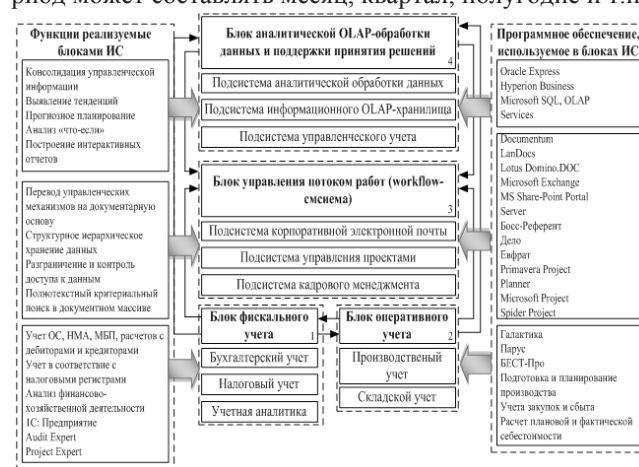 риод может составлять месяц, квартал, полугодие и т.п
Функции реализуемые
блоками ИС
Консолидация управленческой
информации
Выявление тенденций
Прогнозное планирование
Анализ «что-если»
Построение интерактивных
отчетов
Перевод управленческих
механизмов на документарную
основу
Структурное иерархическое
хранение данных
Разграничение и контроль
доступа к данным
Полнотекстный критериальный
поиск в документном массиве
Учет ОС, НМА, МБП, расчетов с
дебиторами и кредиторами
Учет в соответствие с
налоговыми регистрами
Анализ финансово-
хозяйственной деятельности
1С: Предприятие
Audit Expert
Project Expert
Блок аналитической OLAP-обработки
данных и поддержки принятия решений
4
Подсистема аналитической обработки данных
Подсистема информационного OLAP-хранилища
Подсистема управленческого учета
Блок управления потоком работ (workflow-
смсиема)
3
Подсистема корпоративной электронной почты
Подсистема управления проектами
Подсистема кадрового менеджмента
Блок фискального
учета
1
Бухгалтерский учет
Налоговый учет
Учетная аналитика
Блок оперативного
учета
2
Производственый
учет
Складской учет
Программное обеспечение,
используемое в блоках ИС
Oracle Express
Hyperion Business
Microsoft SQL, OLAP
Services
Documentum
LanDocs
Lotus Domino.DOC
Microsoft Exchange
MS Share-Point Portal
Server
Босс-Референт
Дело
Евфрат
Primavera Project
Planner
Microsoft Project
Spider Project
Галактика
Парус
БЕСТ-Про
Подготовка и планирование
производства
Учета закупок и сбыта
Расчет плановой и фактической
себестоимости